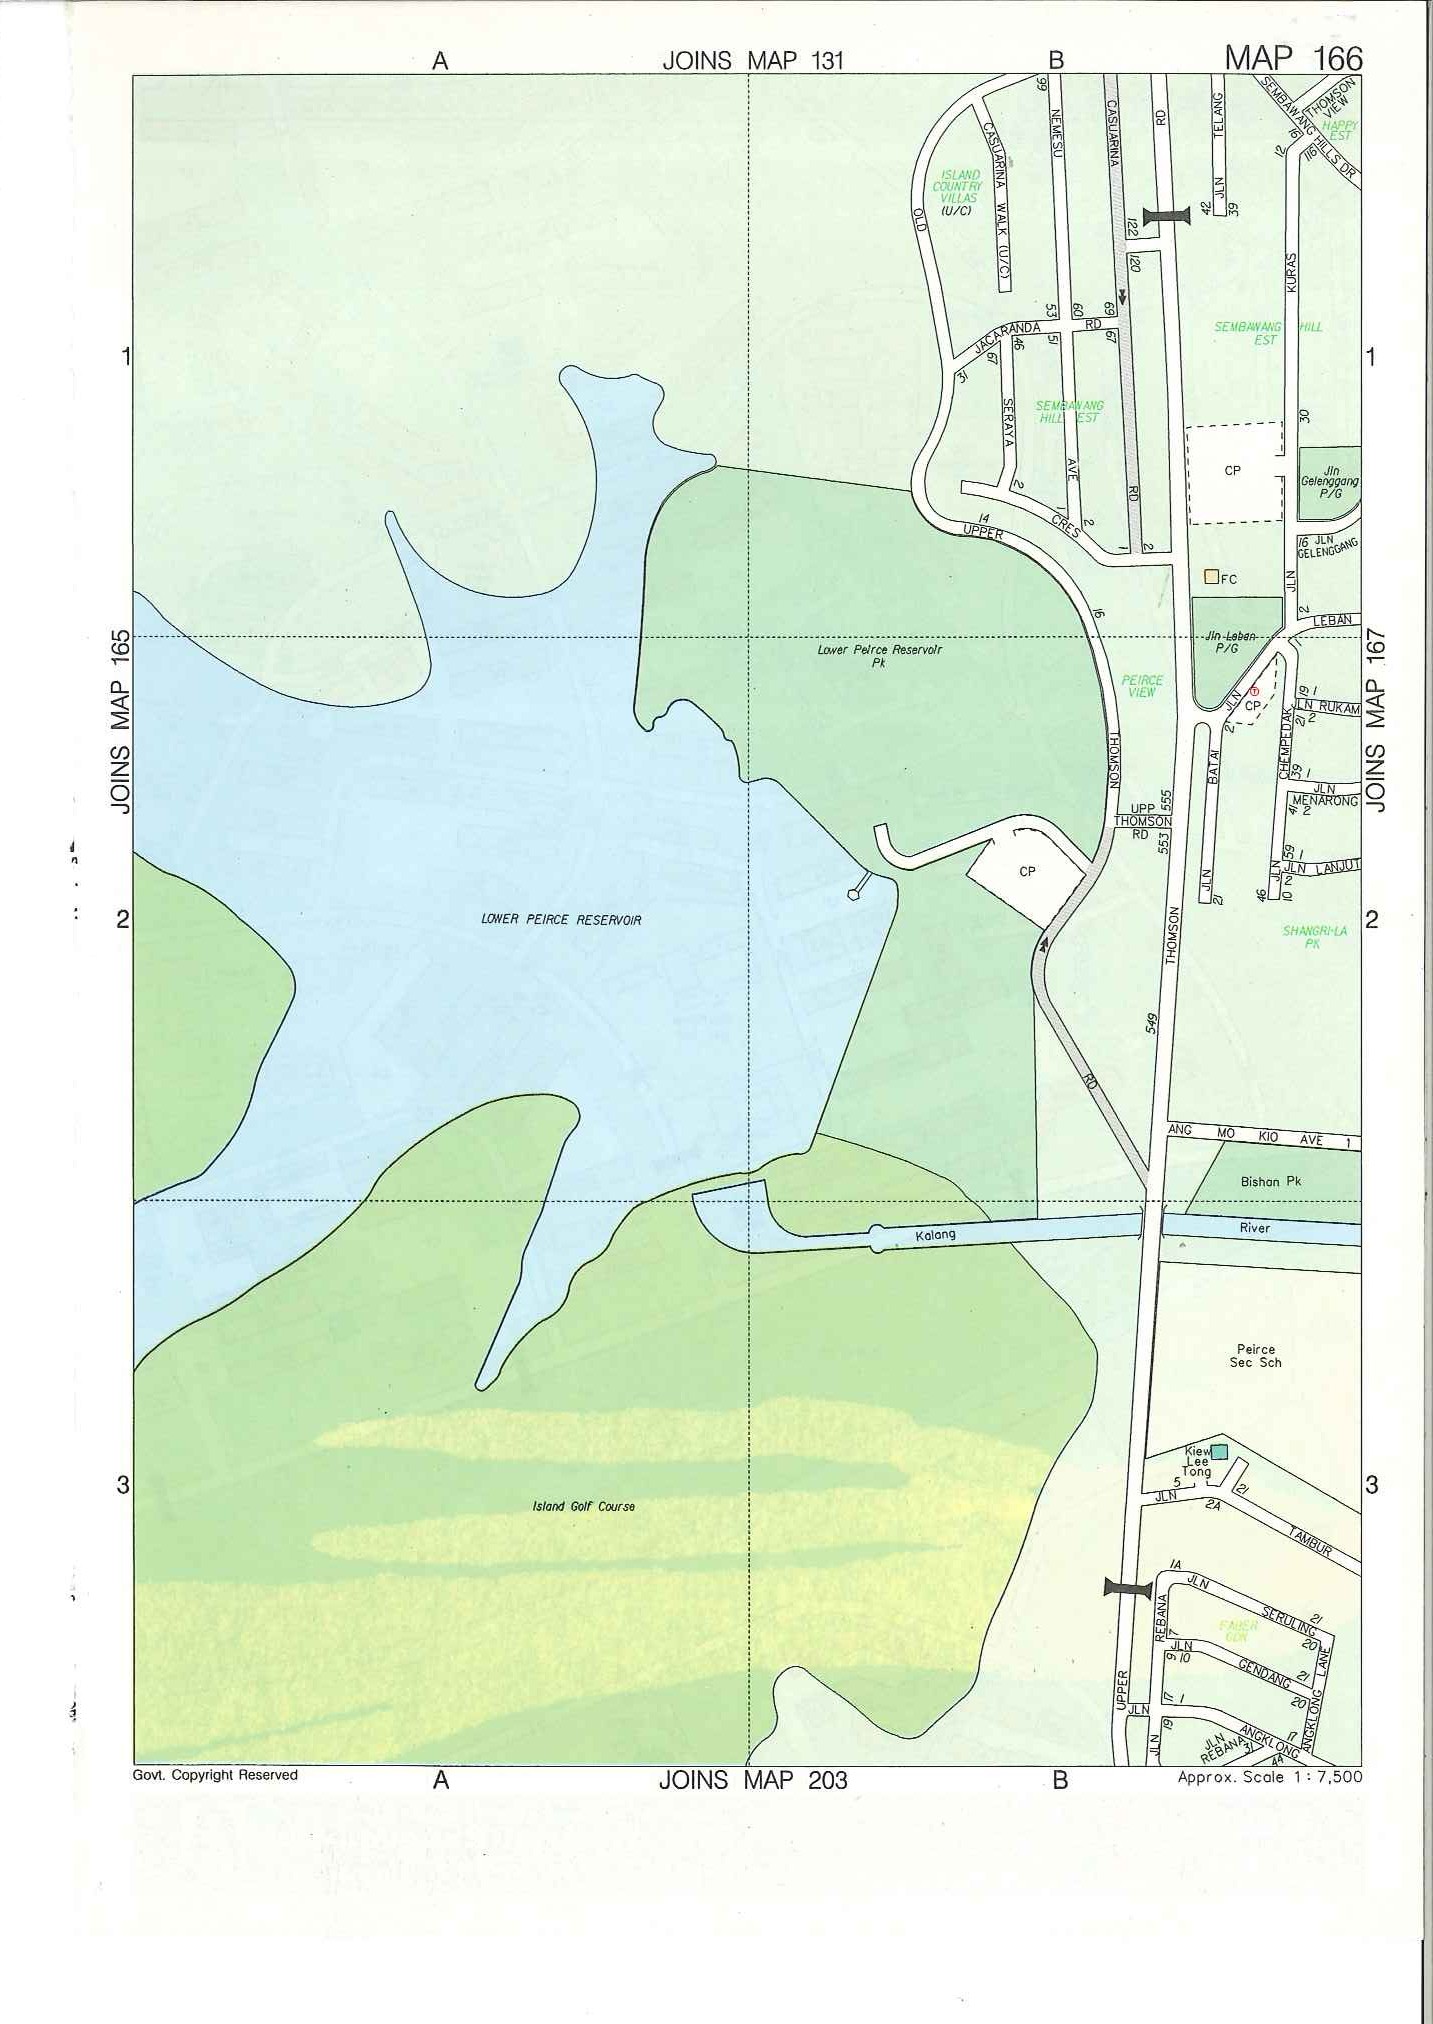 A
JOINS MAP 131
B
MAP 166
66
NEMESU
CASUARINA
RD
TELANG
JLN
SEMBAWANG HILLS DR
THOMSON
VIEW
HAPPY
EST
76
116
12
CASUARINA WALK (U/C)
ISLAND
COUNTRY
VILLAS
(U/C)
OLD
42
39
122
120
KURAS
SEMBAWANG HILL
EST
53
60
69
JACARANDA RD
46
51
67
67
31
1
1
SERAYA
SEMBAWANG
HILL EST
30
AVE
CP
Jln
Gelenggang
P/G
RD
2
14
UPPER
1
2
CRES
1
2
16 JLN
GELENGGANG
FC
JLN
2
LEBAN
16
1
JOINS MAP 165
JOINS MAP 167
Lower Peirce Reservoir
Pk
Jln Leban
P/G
PEIRCE
VIEW
JLN
CP
2
19 1
JLN RUKAM
21 2
CHEMPEDAK
THOMSON
BATAI
39 1
JLN
MENARONG
41 2
UPP
THOMSON
RD
555
553
59 1
JLN LANJUT
2
JLN
46
10
JLN
21
CP
2
LOWER PEIRCE RESERVOIR
THOMSON
2
SHANGRI-LA
PK
549
RD
ANG MO KIO AVE 1
Bishan Pk
Kalang
River
Peirce
Sec Sch
Kiew
Lee
Tong
3
3
5
JLN
2A
21
TAMBUR
Island Golf Course
1A
JLN
SERULING
21
20
REBANA
FABER
GDN
7
JLN
9 10
GENDANG
21
20
ANGKLONG LANE
UPPER
JLN
17 1
19
ANGKLONG
17
JLN
JLN
REBANA
31
44
Govt. Copyright Reserved
A
JOINS MAP 203
B
Approx. Scale 1 : 7,500